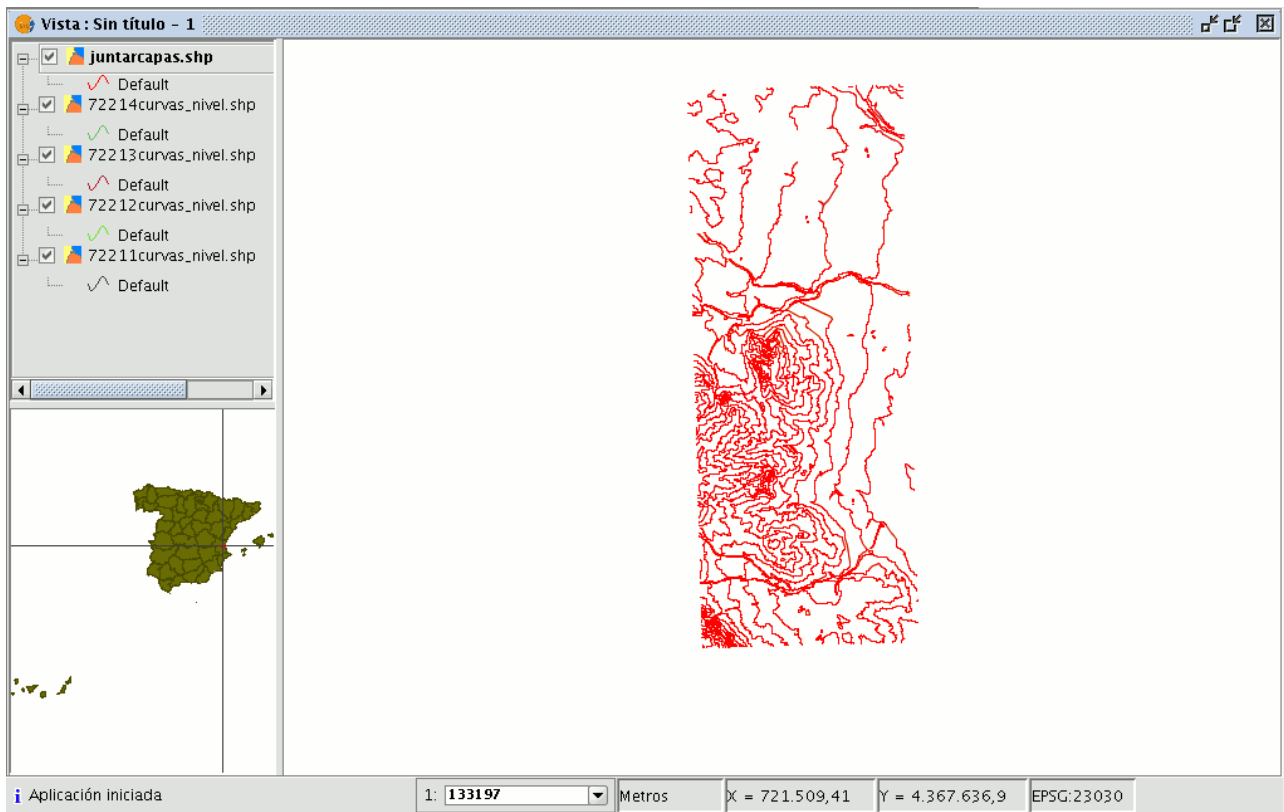 Vista : Sin título - 1
juntarcapas.shp
Default
72214curvas_nivel.shp
Default
72213curvas_nivel.shp
Default
72212curvas_nivel.shp
Default
72211curvas_nivel.shp
Default
Aplicación iniciada
1: 133197
Metros
X = 721.509,41
Y = 4.367.636,9
EPSG:23030